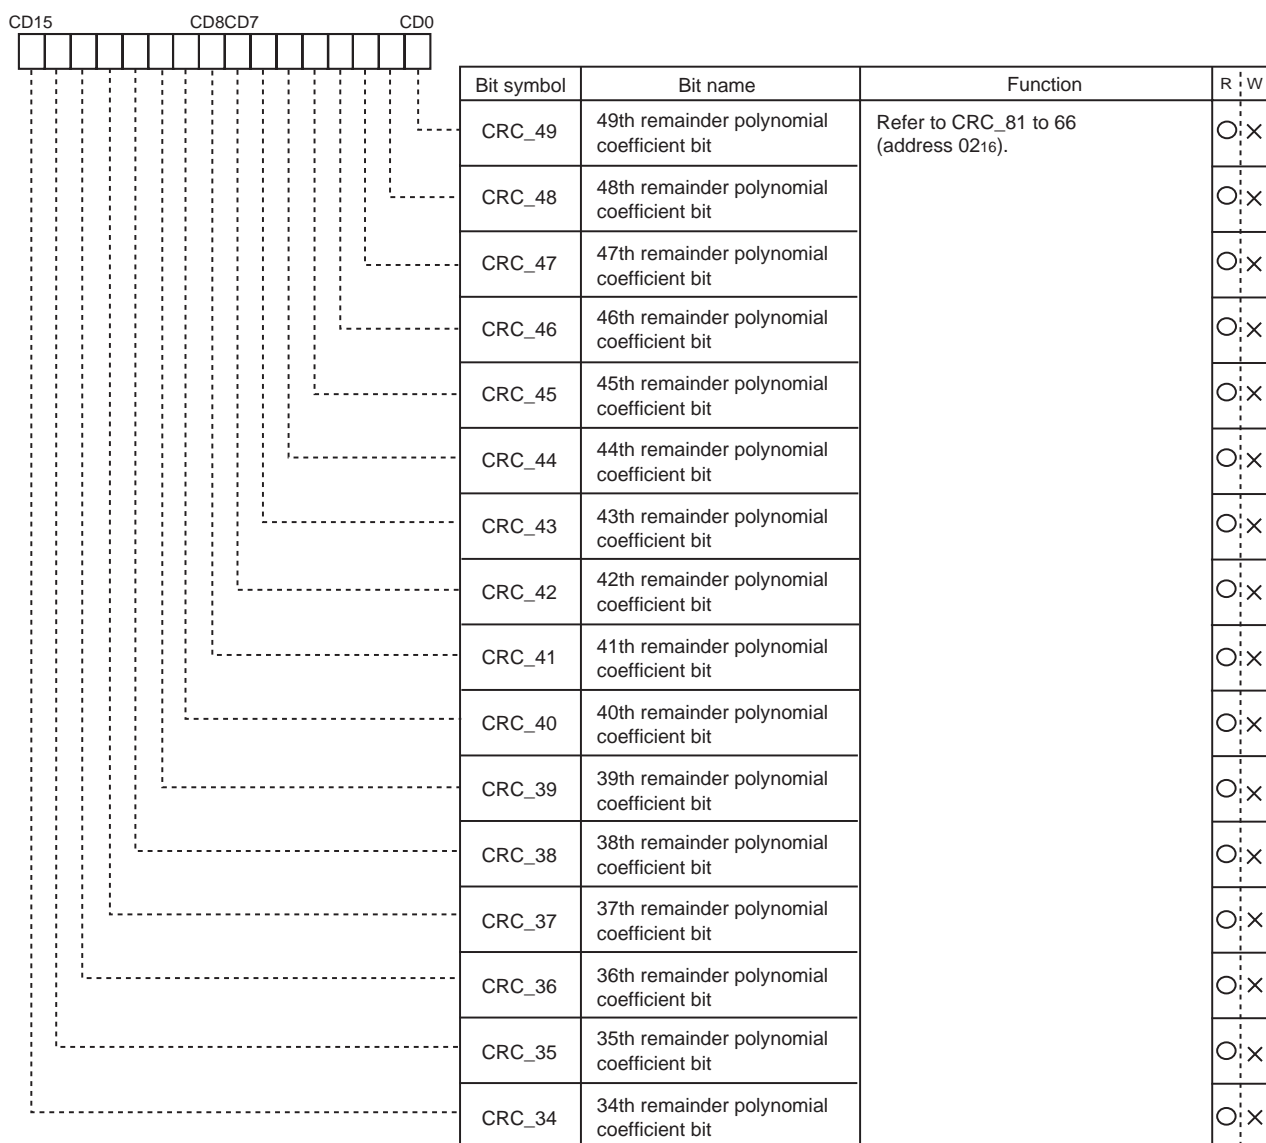 CD15 CD8CD7 CD0
Bit symbol Bit name Function R W
CRC_49 49th remainder polynomial Refer to CRC_81 to 66
coefficient bit (address 0216).
CRC_48 48th remainder polynomial
coefficient bit
CRC_47 47th remainder polynomial
coefficient bit
CRC_46 46th remainder polynomial
coefficient bit
CRC_45 45th remainder polynomial
coefficient bit
CRC_44 44th remainder polynomial
coefficient bit
CRC_43 43th remainder polynomial
coefficient bit
CRC_42 42th remainder polynomial
coefficient bit
CRC_41 41th remainder polynomial
coefficient bit
CRC_40 40th remainder polynomial
coefficient bit
CRC_39 39th remainder polynomial
coefficient bit
CRC_38 38th remainder polynomial
coefficient bit
CRC_37 37th remainder polynomial
coefficient bit
CRC_36 36th remainder polynomial
coefficient bit
CRC_35 35th remainder polynomial
coefficient bit
CRC_34 34th remainder polynomial
coefficient bit